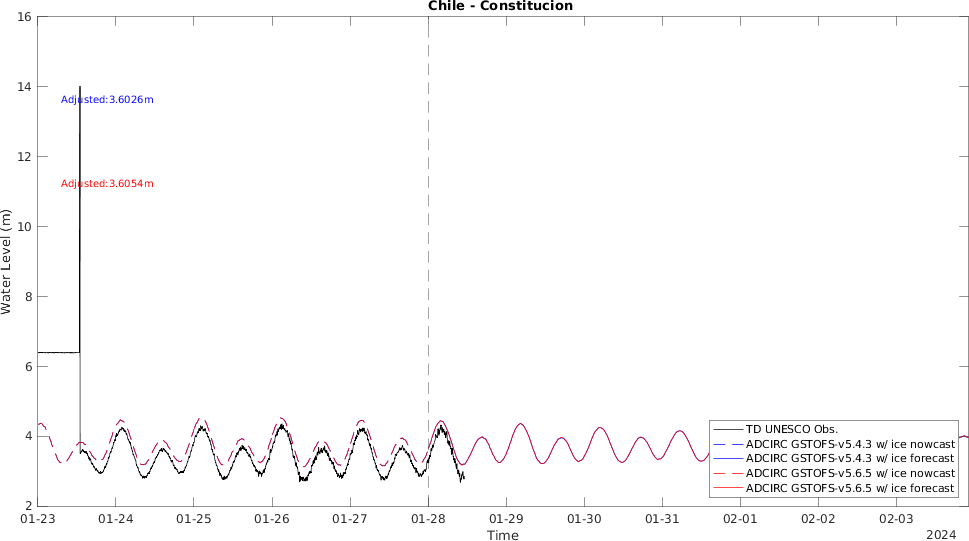 Chile - Constitucion
16
14
12
10
8
6
4
2
Water Level (m)
Adjusted:3.6026m
Adjusted:3.6054m
TD UNESCO Obs.
ADCIRC GSTOFS-v5.4.3 w/ ice nowcast
ADCIRC GSTOFS-v5.4.3 w/ ice forecast
ADCIRC GSTOFS-v5.6.5 w/ ice nowcast
ADCIRC GSTOFS-v5.6.5 w/ ice forecast
01-23 01-24 01-25 01-26 01-27 01-28 01-29 01-30 01-31 02-01 02-02 02-03
Time
2024